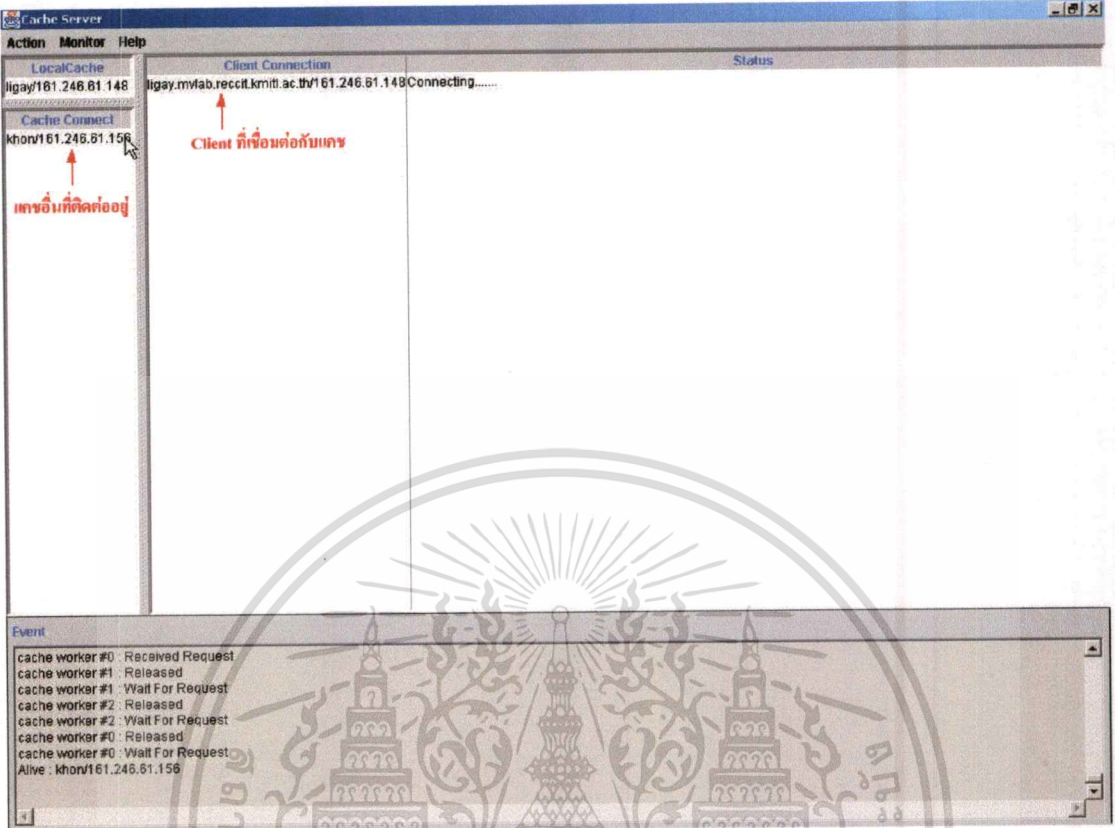 Cache Server
Action Monitor Help
LocalCache
ligay/161.246.61.148
Cache Connect
khon/161.246.61.156
แคชอื่นที่ติดต่ออยู่
Client Connection
ligay.mvlab.reccit.kmitl.ac.th/161.246.61.148
Client ที่เชื่อมต่อกับแคช
Status
Connecting.......
Event
cache worker #0 : Received Request
cache worker #1 : Released
cache worker #1 : Wait For Request
cache worker #2 : Released
cache worker #2 : Wait For Request
cache worker #0 : Released
cache worker #0 : Wait For Request
Alive : khon/161.246.61.156